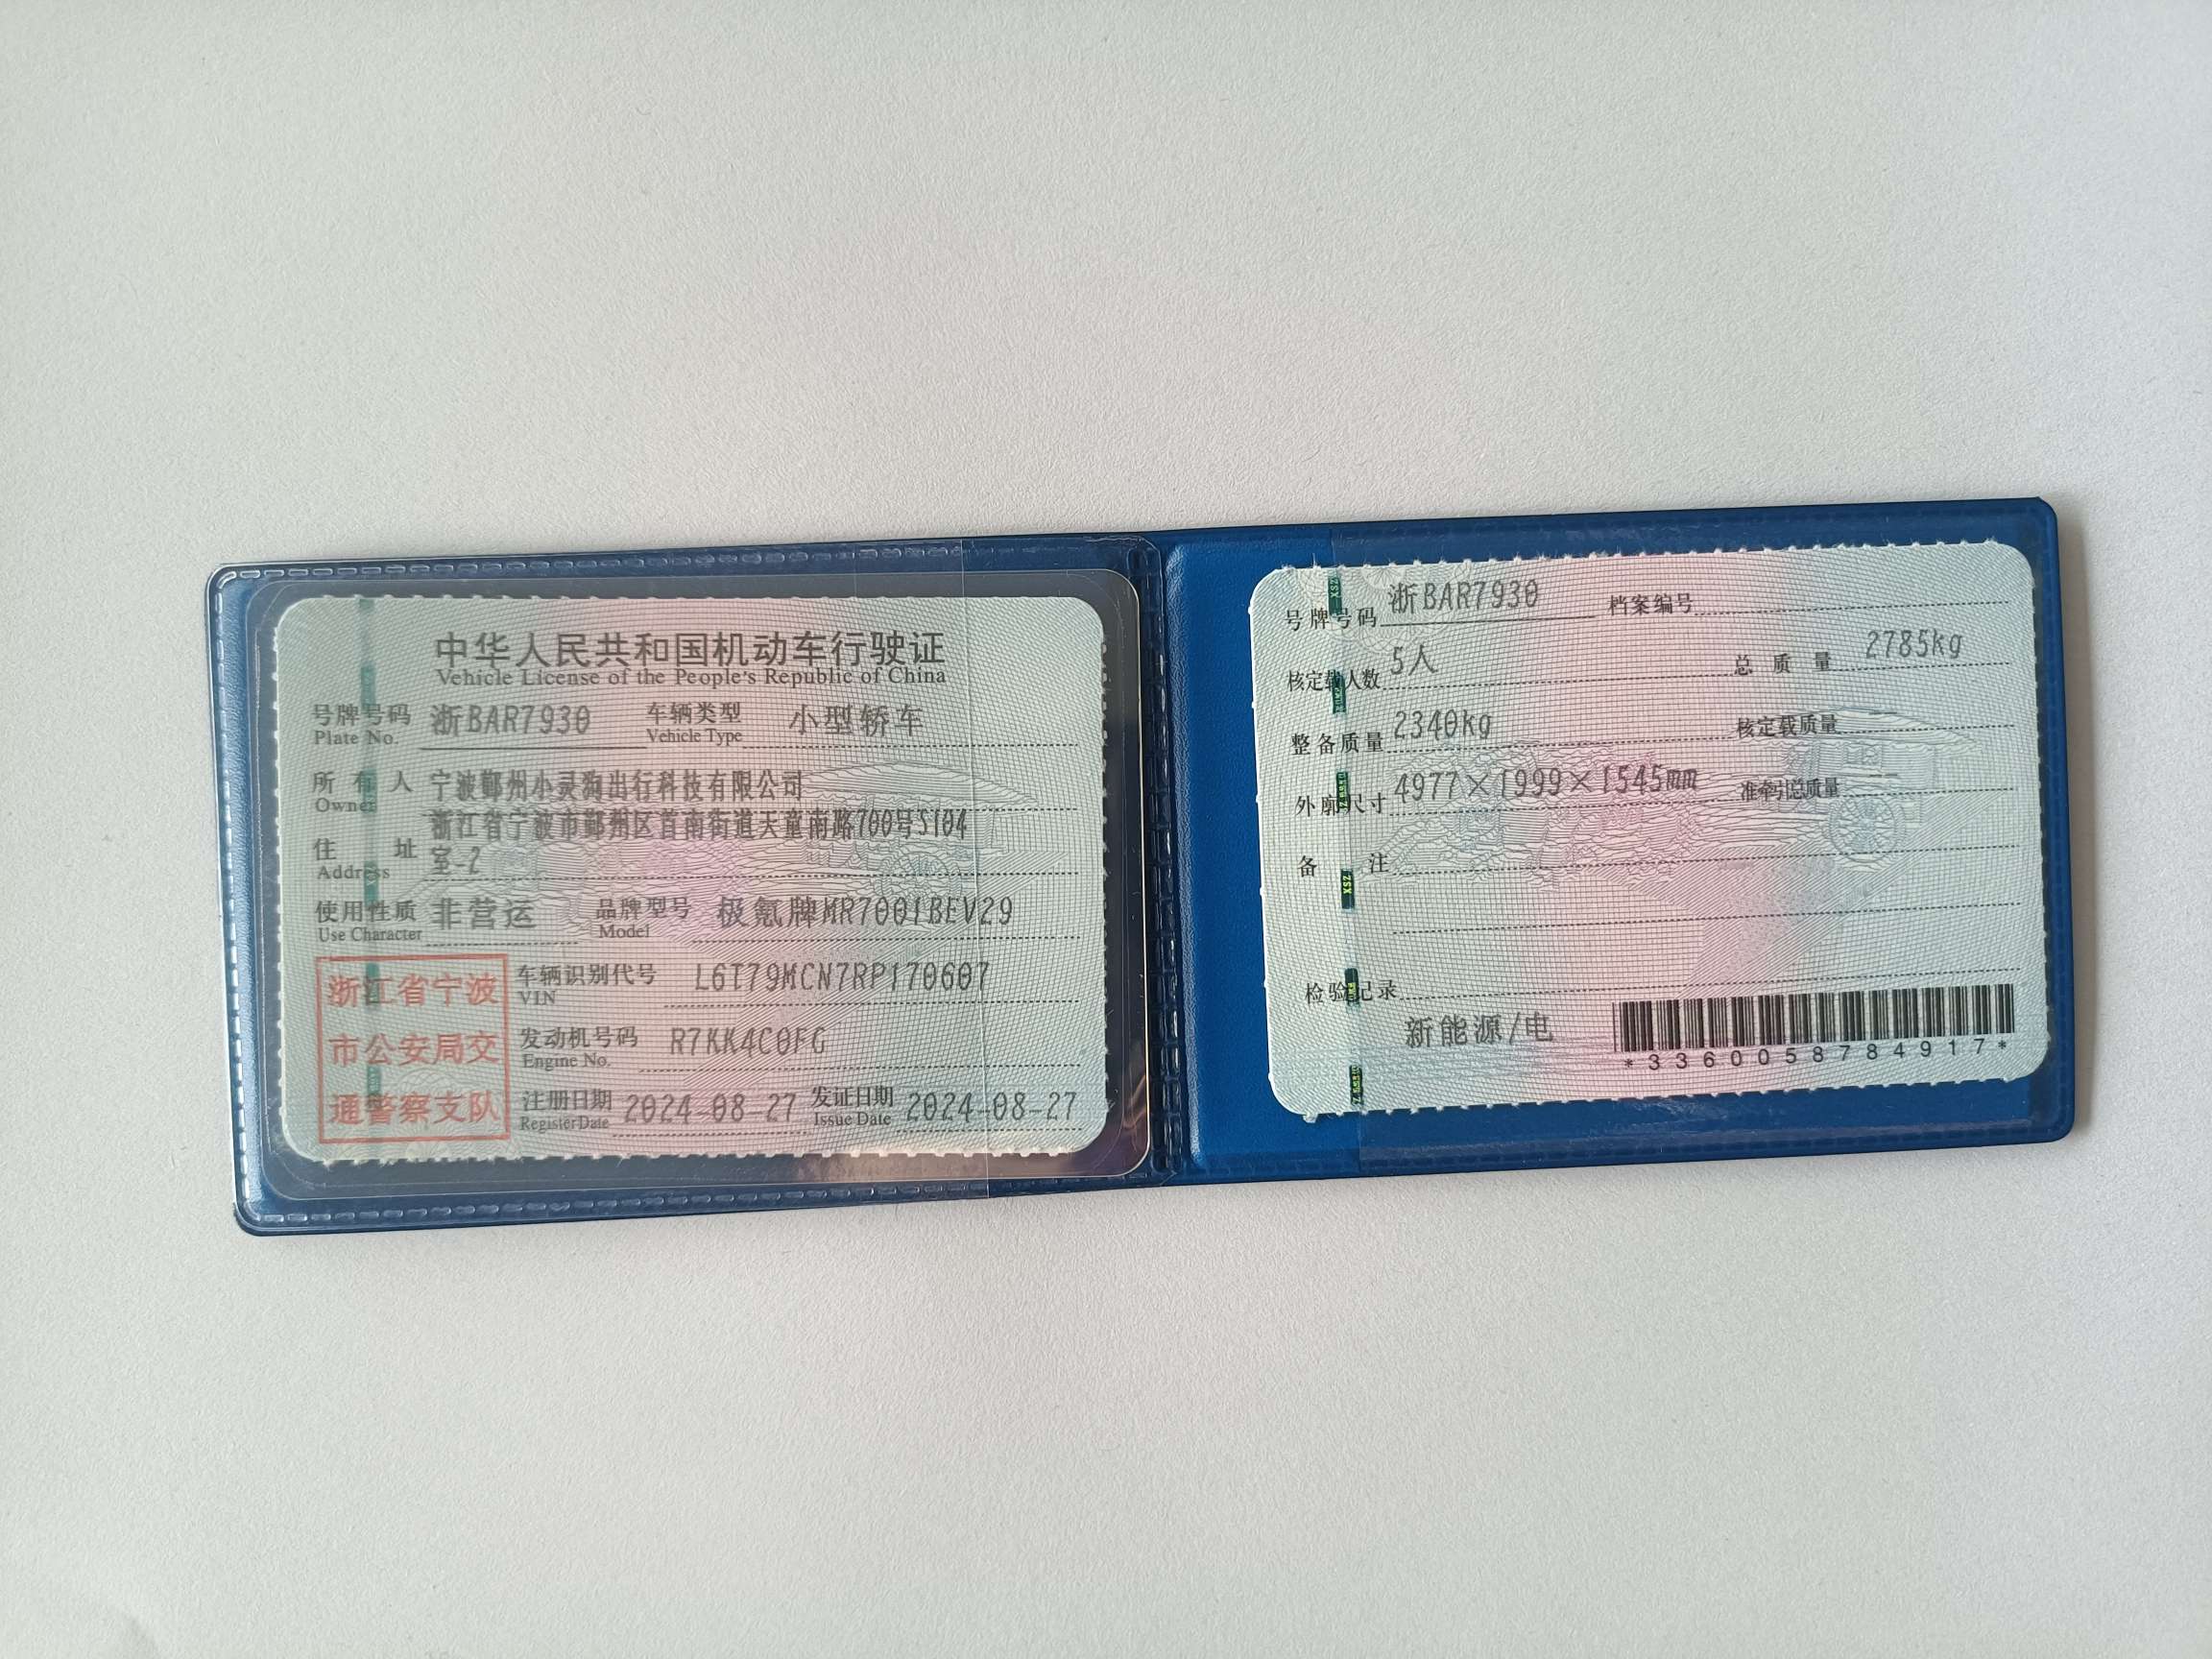 中华人民共和国机动车行驶证
Vehicle License of the People's Republic of China
号牌号码 浙BAR7930 车辆类型 小型轿车
Plate No. Vehicle Type
所有人 宁波鄞州小灵狗出行科技有限公司
Owner
浙江省宁波市鄞州区首南街道天童南路700号S104
住址 室-2
Address
使用性质 非营运 品牌型号 极氪牌MR7001BEV29
Use Character Model
浙江省宁波
市公安局交
通警察支队
车辆识别代号 L6T79MCN7RP170607
VIN
发动机号码 R7KK4C0FG
Engine No.
注册日期 2024-08-27 发证日期 2024-08-27
Register Date Issue Date
号牌号码 浙BAR7930 档案编号
核定载人数 5人 总质量 2785kg
整备质量 2340kg 核定载质量
外廓尺寸 4977×1999×1545mm 准牵引总质量
备注
检验记录
新能源/电
*3360058784917*